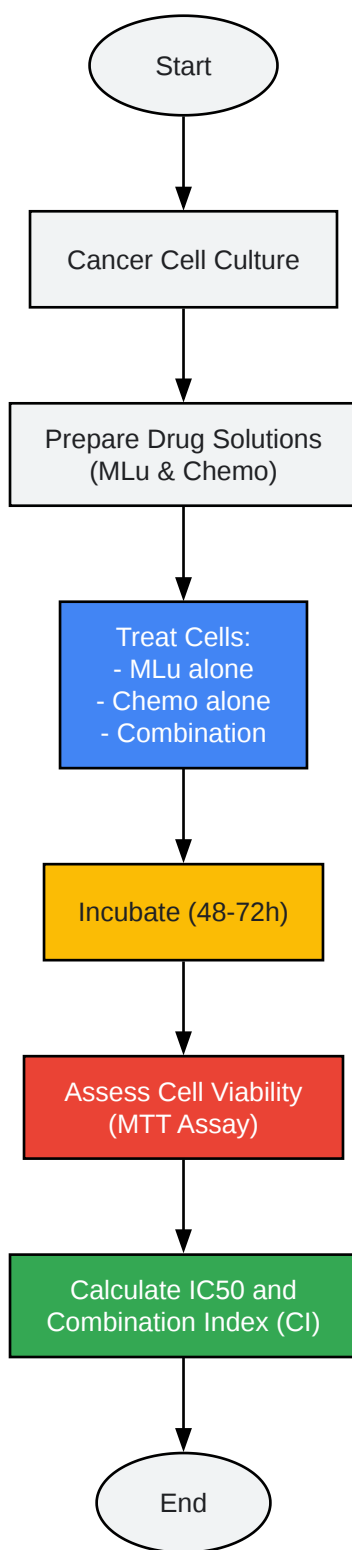 Start
Cancer Cell Culture
Prepare Drug Solutions
(MLu & Chemo)
Treat Cells:
- MLu alone
- Chemo alone
- Combination
Incubate (48-72h)
Assess Cell Viability
(MTT Assay)
Calculate IC50 and
Combination Index (CI)
End